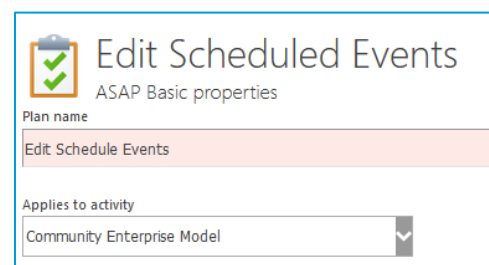 Edit Scheduled Events
ASAP Basic properties
Plan name
Edit Schedule Events
Applies to activity
Community Enterprise Model